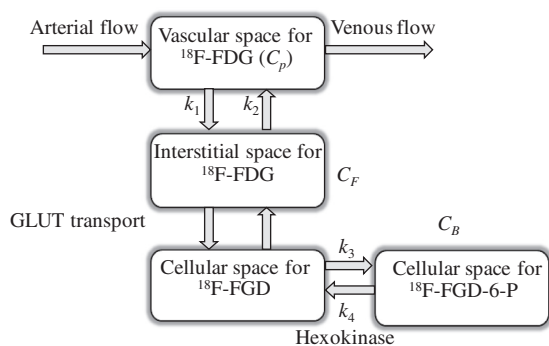 Arterial flow
Vascular space for
¹⁸F-FDG (Cₚ)
Venous flow
k₁
k₂
Interstitial space for
¹⁸F-FDG
C_F
GLUT transport
C_B
Cellular space for
¹⁸F-FGD
k₃
k₄
Cellular space for
¹⁸F-FGD-6-P
Hexokinase